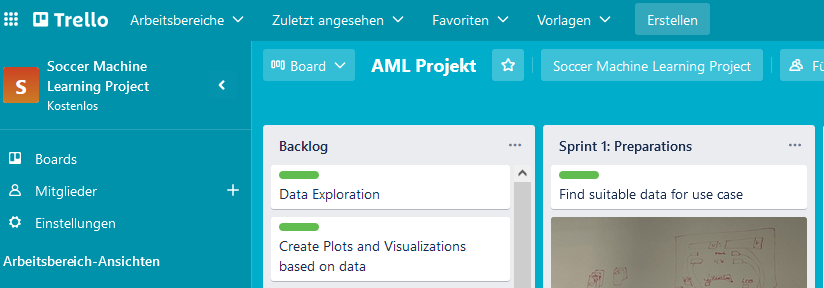 Trello
Arbeitsbereiche
Zuletzt angesehen
Favoriten
Vorlagen
Erstellen
S
Soccer Machine
Learning Project
Kostenlos
Boards
Mitglieder
Einstellungen
Arbeitsbereich-Ansichten
Board
AML Projekt
Soccer Machine Learning Project
Backlog
Data Exploration
Create Plots and Visualizations
based on data
Sprint 1: Preparations
Find suitable data for use case